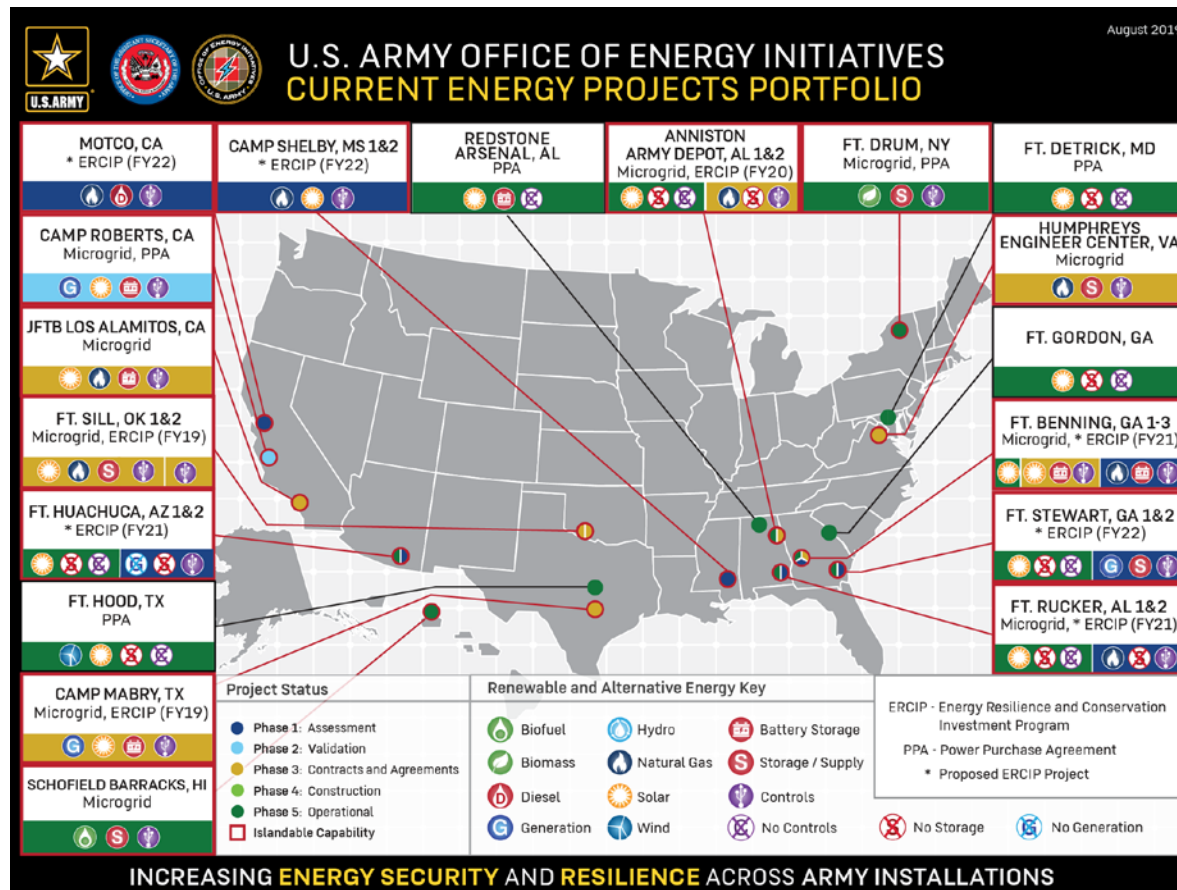 August 2019
U.S. ARMY OFFICE OF ENERGY INITIATIVES
CURRENT ENERGY PROJECTS PORTFOLIO
U.S.ARMY
MOTCO, CA
* ERCIP (FY22)
CAMP SHELBY, MS 1&2
* ERCIP (FY22)
REDSTONE
ARSENAL, AL
PPA
ANNISTON
ARMY DEPOT, AL 1&2
Microgrid, ERCIP (FY20)
FT. DRUM, NY
Microgrid, PPA
FT. DETRICK, MD
PPA
CAMP ROBERTS, CA
Microgrid, PPA
JFTB LOS ALAMITOS, CA
Microgrid
FT. SILL, OK 1&2
Microgrid, ERCIP (FY19)
FT. HUACHUCA, AZ 1&2
* ERCIP (FY21)
FT. HOOD, TX
PPA
CAMP MABRY, TX
Microgrid, ERCIP (FY19)
SCHOFIELD BARRACKS, HI
Microgrid
HUMPHREYS
ENGINEER CENTER, VA
Microgrid
FT. GORDON, GA
FT. BENNING, GA 1-3
Microgrid, * ERCIP (FY21)
FT. STEWART, GA 1&2
* ERCIP (FY22)
FT. RUCKER, AL 1&2
Microgrid, * ERCIP (FY21)
Project Status
Phase 1: Assessment
Phase 2: Validation
Phase 3: Contracts and Agreements
Phase 4: Construction
Phase 5: Operational
Islandable Capability
Renewable and Alternative Energy Key
Biofuel
Hydro
Battery Storage
Biomass
Natural Gas
S Storage / Supply
D Diesel
Solar
Controls
G Generation
Wind
No Controls
S No Storage
G No Generation
ERCIP - Energy Resilience and Conservation
Investment Program
PPA - Power Purchase Agreement
* Proposed ERCIP Project
INCREASING ENERGY SECURITY AND RESILIENCE ACROSS ARMY INSTALLATIONS